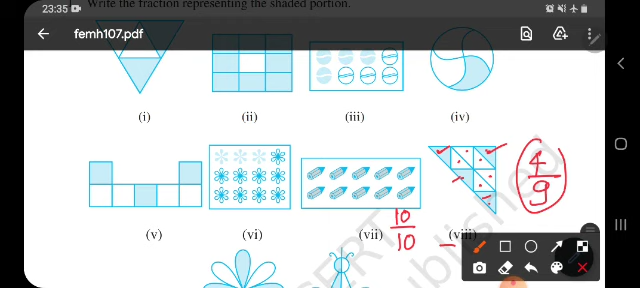 Write the fraction representing the shaded portion.
23:35
femh107.pdf
(i) (ii) (iii) (iv)
4
9
10
10
(v) (vi) (vii) (viii)